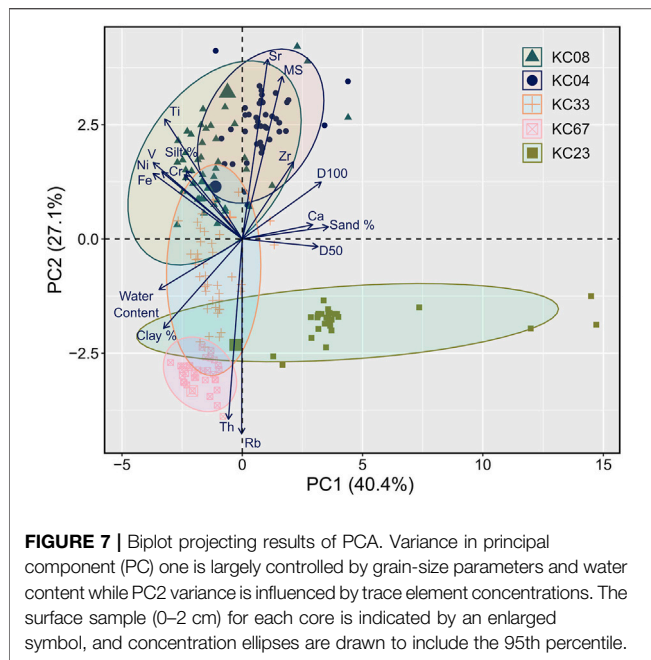 Sr
MS
Ti
Zr
V
Silt %
Ni
Cr
Fe
D100
Ca
Sand %
D50
Water
Content
Clay %
Th
Rb
KC08
KC04
KC33
KC67
KC23
2.5
0.0
−2.5
PC2 (27.1%)
−5
0
5
10
15
PC1 (40.4%)
FIGURE 7 | Biplot projecting results of PCA. Variance in principal
component (PC) one is largely controlled by grain-size parameters and water
content while PC2 variance is influenced by trace element concentrations. The
surface sample (0–2 cm) for each core is indicated by an enlarged
symbol, and concentration ellipses are drawn to include the 95th percentile.